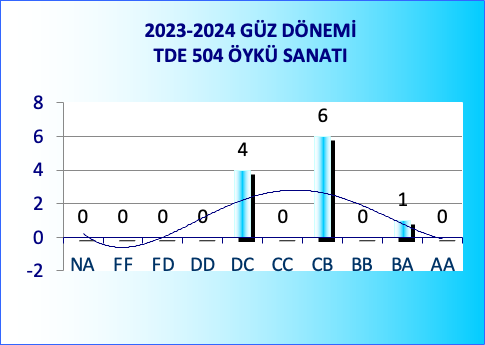 2023-2024 GÜZ DÖNEMİ
TDE 504 ÖYKÜ SANATI
8
6
4
2
0
-2
0 0 0 0 4 0 6 0 1 0
NA FF FD DD DC CC CB BB BA AA